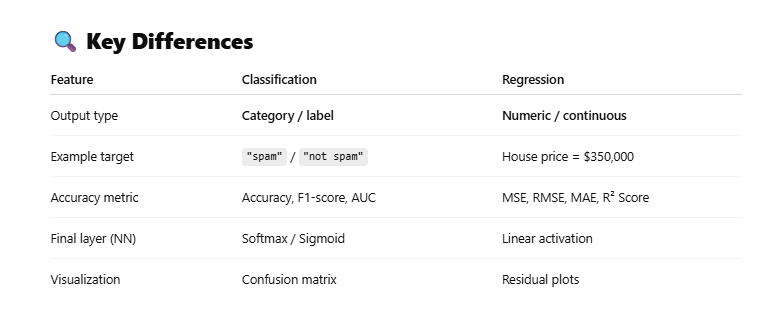 🔍 Key Differences
Feature Classification Regression
Output type Category / label Numeric / continuous
Example target "spam" / "not spam" House price = $350,000
Accuracy metric Accuracy, F1-score, AUC MSE, RMSE, MAE, R² Score
Final layer (NN) Softmax / Sigmoid Linear activation
Visualization Confusion matrix Residual plots